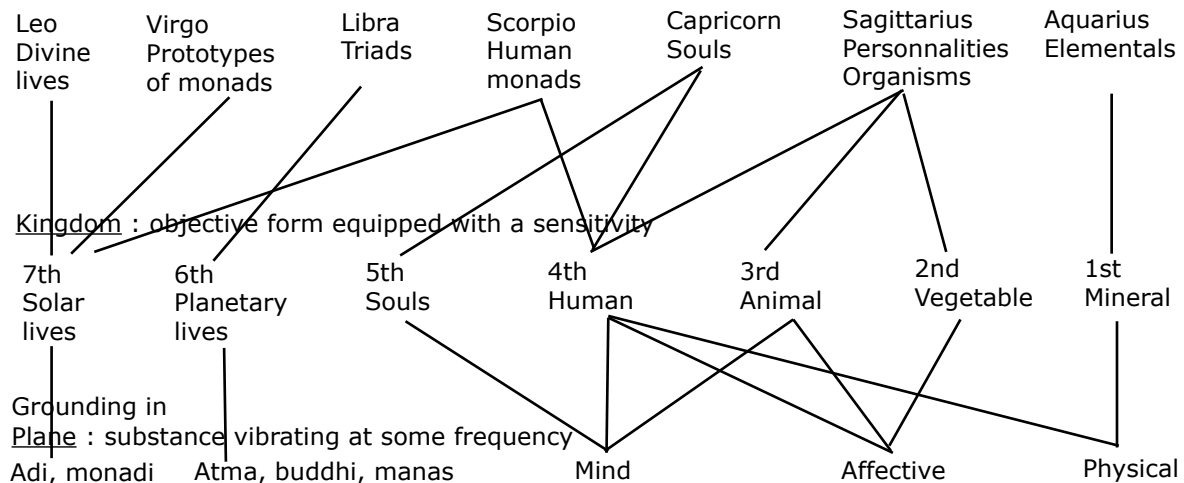 Leo
Divine
lives
Virgo
Prototypes
of monads
Libra
Triads
Scorpio
Human
monads
Capricorn
Souls
Sagittarius
Personnalities
Organisms
Aquarius
Elementals
Kingdom : objective form equipped with a sensitivity
7th
Solar
lives
6th
Planetary
lives
5th
Souls
4th
Human
3rd
Animal
2nd
Vegetable
1st
Mineral
Grounding in
Plane : substance vibrating at some frequency
Adi, monadi
Atma, buddhi, manas
Mind
Affective
Physical